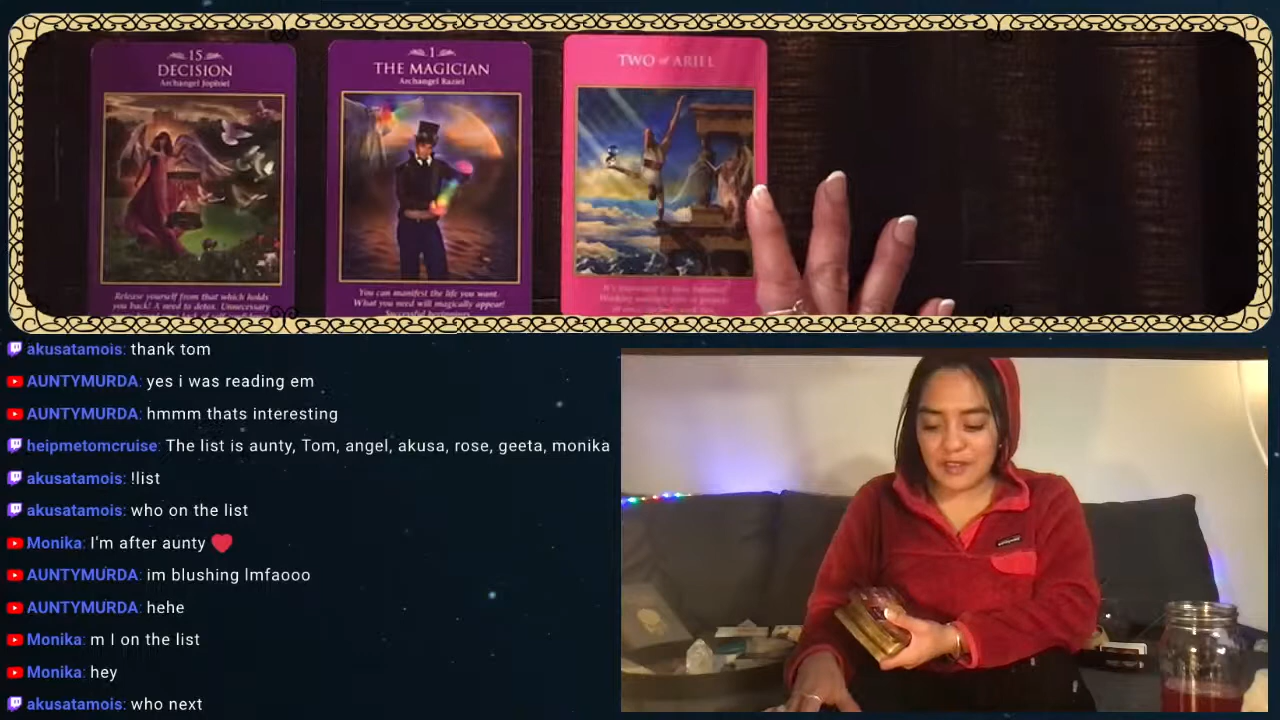 15
DECISION
Archangel Jophiel
Release yourself from that which holds
you back! A need to detox. Unnecessary
1
THE MAGICIAN
Archangel Raziel
You can manifest the life you want.
What you need will magically appear!
Successful beginnings.
TWO of ARIEL
akusatamois: thank tom
AUNTYMURDA: yes i was reading em
AUNTYMURDA: hmmm thats interesting
heipmetomcruise: The list is aunty, Tom, angel, akusa, rose, geeta, monika
akusatamois: !list
akusatamois: who on the list
Monika: I'm after aunty ❤️
AUNTYMURDA: im blushing lmfaooo
AUNTYMURDA: hehe
Monika: m I on the list
Monika: hey
akusatamois: who next